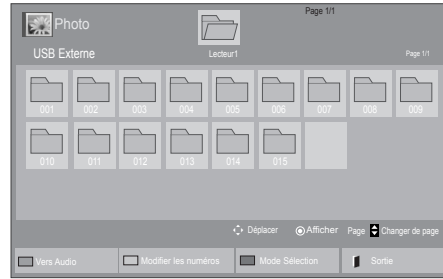 Photo
Page 1/1
USB Externe
Lecteur1
Page 1/1
001 002 003 004 005 006 007 008 009
010 011 012 013 014 015
Déplacer Afficher Page Changer de page
Vers Audio Modifier les numéros Mode Sélection Sortie